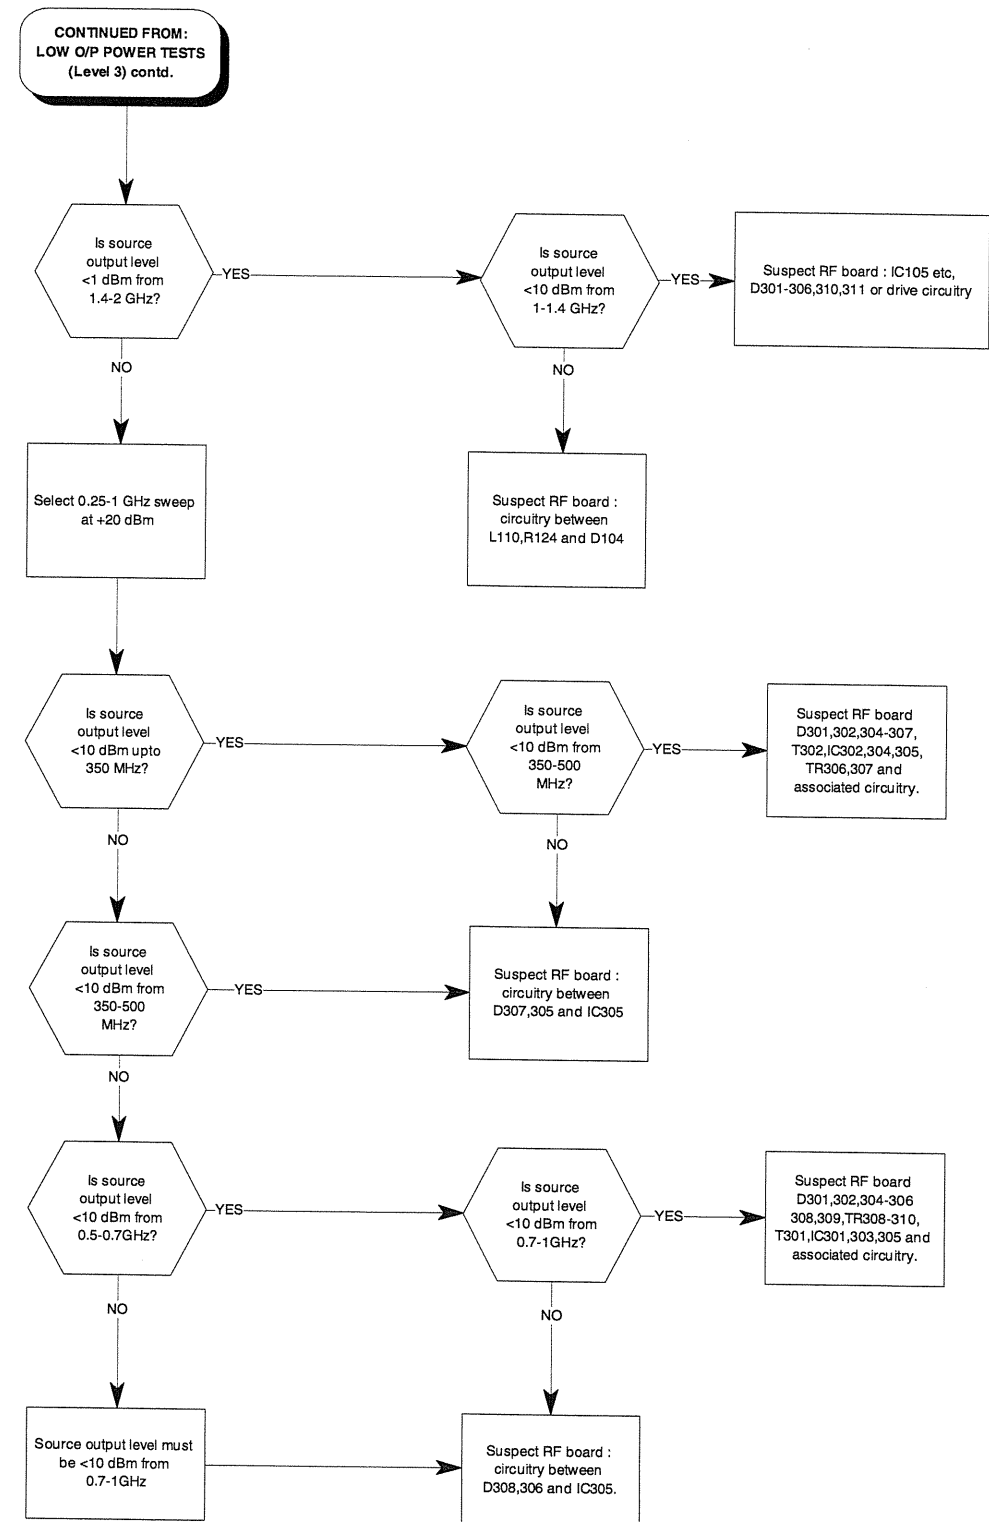 CONTINUED FROM:
LOW O/P POWER TESTS
(Level 3) contd.
Is source
output level
<1 dBm from
1.4-2 GHz?
YES
Is source
output level
<10 dBm from
1-1.4 GHz?
YES
Suspect RF board : IC105 etc,
D301-306,310,311 or drive circuitry
NO
NO
Select 0.25-1 GHz sweep
at +20 dBm
Suspect RF board :
circuitry between
L110,R124 and D104
Is source
output level
<10 dBm upto
350 MHz?
YES
Is source
output level
<10 dBm from
350-500
MHz?
YES
Suspect RF board
D301,302,304-307,
T302,IC302,304,305,
TR306,307 and
associated circuitry.
NO
NO
Is source
output level
<10 dBm from
350-500
MHz?
YES
Suspect RF board :
circuitry between
D307,305 and IC305
NO
Is source
output level
<10 dBm from
0.5-0.7GHz?
YES
Is source
output level
<10 dBm from
0.7-1GHz?
YES
Suspect RF board
D301,302,304-306
308,309,TR308-310,
T301,IC301,303,305 and
associated circuitry.
NO
NO
Source output level must
be <10 dBm from
0.7-1GHz
Suspect RF board :
circuitry between
D308,306 and IC305.